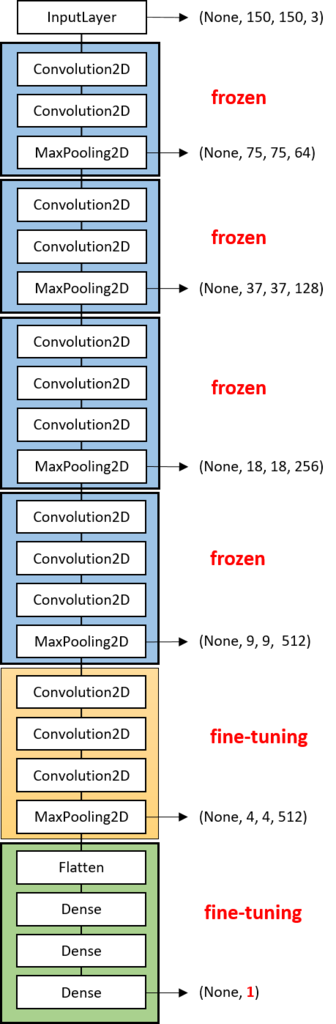 InputLayer (None, 150, 150, 3)
Convolution2D
Convolution2D
frozen
MaxPooling2D (None, 75, 75, 64)
Convolution2D
Convolution2D
frozen
MaxPooling2D (None, 37, 37, 128)
Convolution2D
Convolution2D
frozen
Convolution2D
MaxPooling2D (None, 18, 18, 256)
Convolution2D
Convolution2D
frozen
Convolution2D
MaxPooling2D (None, 9, 9, 512)
Convolution2D
Convolution2D
fine-tuning
Convolution2D
MaxPooling2D (None, 4, 4, 512)
Flatten
Dense
fine-tuning
Dense
Dense (None, 1)